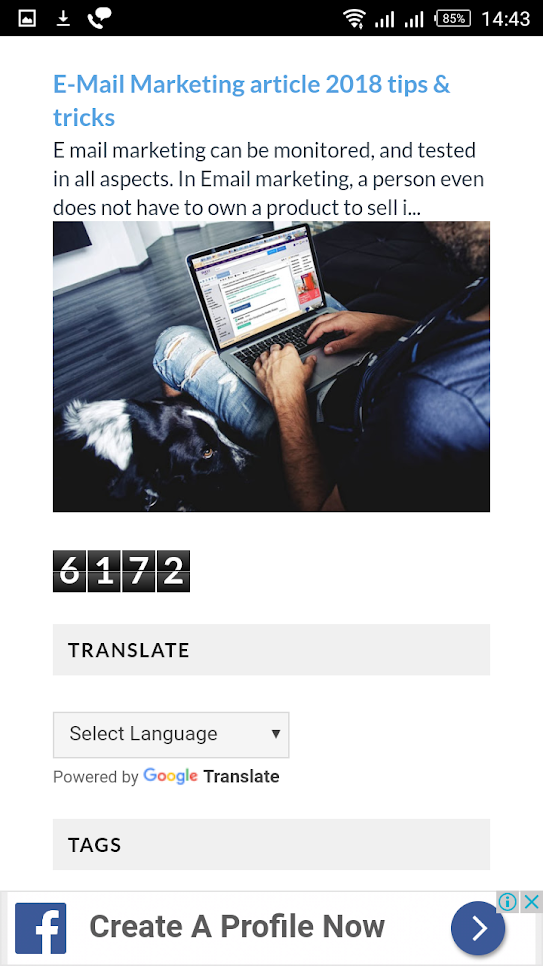 85% 14:43
E-Mail Marketing article 2018 tips &
tricks
E mail marketing can be monitored, and tested
in all aspects. In Email marketing, a person even
does not have to own a product to sell i...
6172
TRANSLATE
Select Language
Powered by Google Translate
TAGS
Create A Profile Now